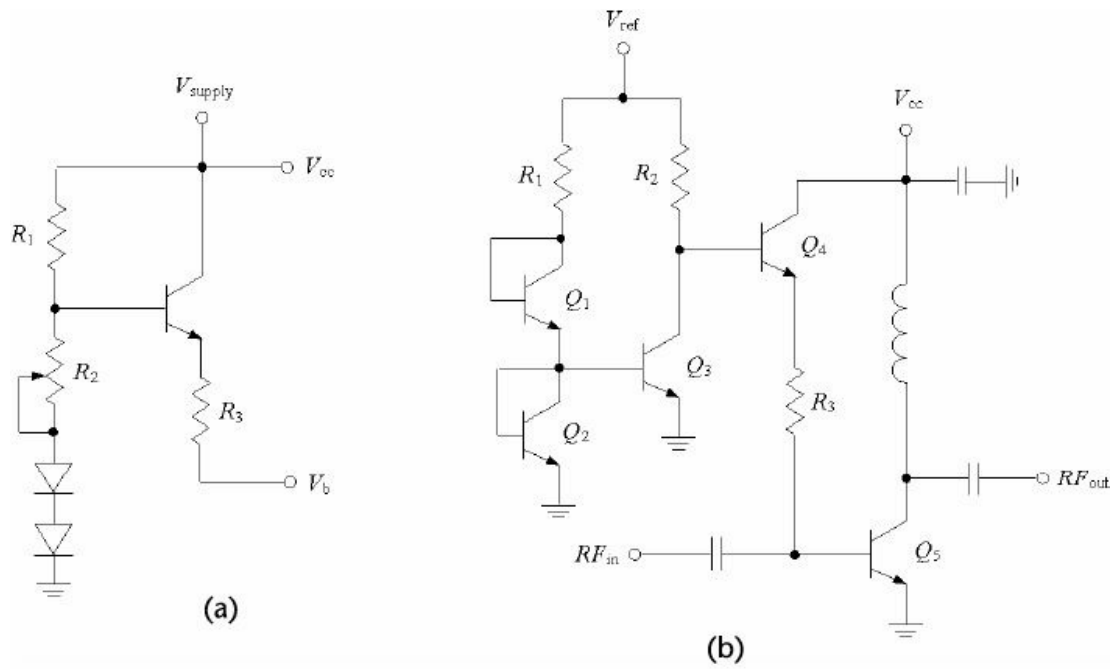 V_supply
V_cc
R_1
R_2
R_3
V_b
(a)
V_ref
V_cc
R_1
R_2
Q_4
Q_1
Q_3
R_3
Q_2
RF_out
RF_in
Q_5
(b)